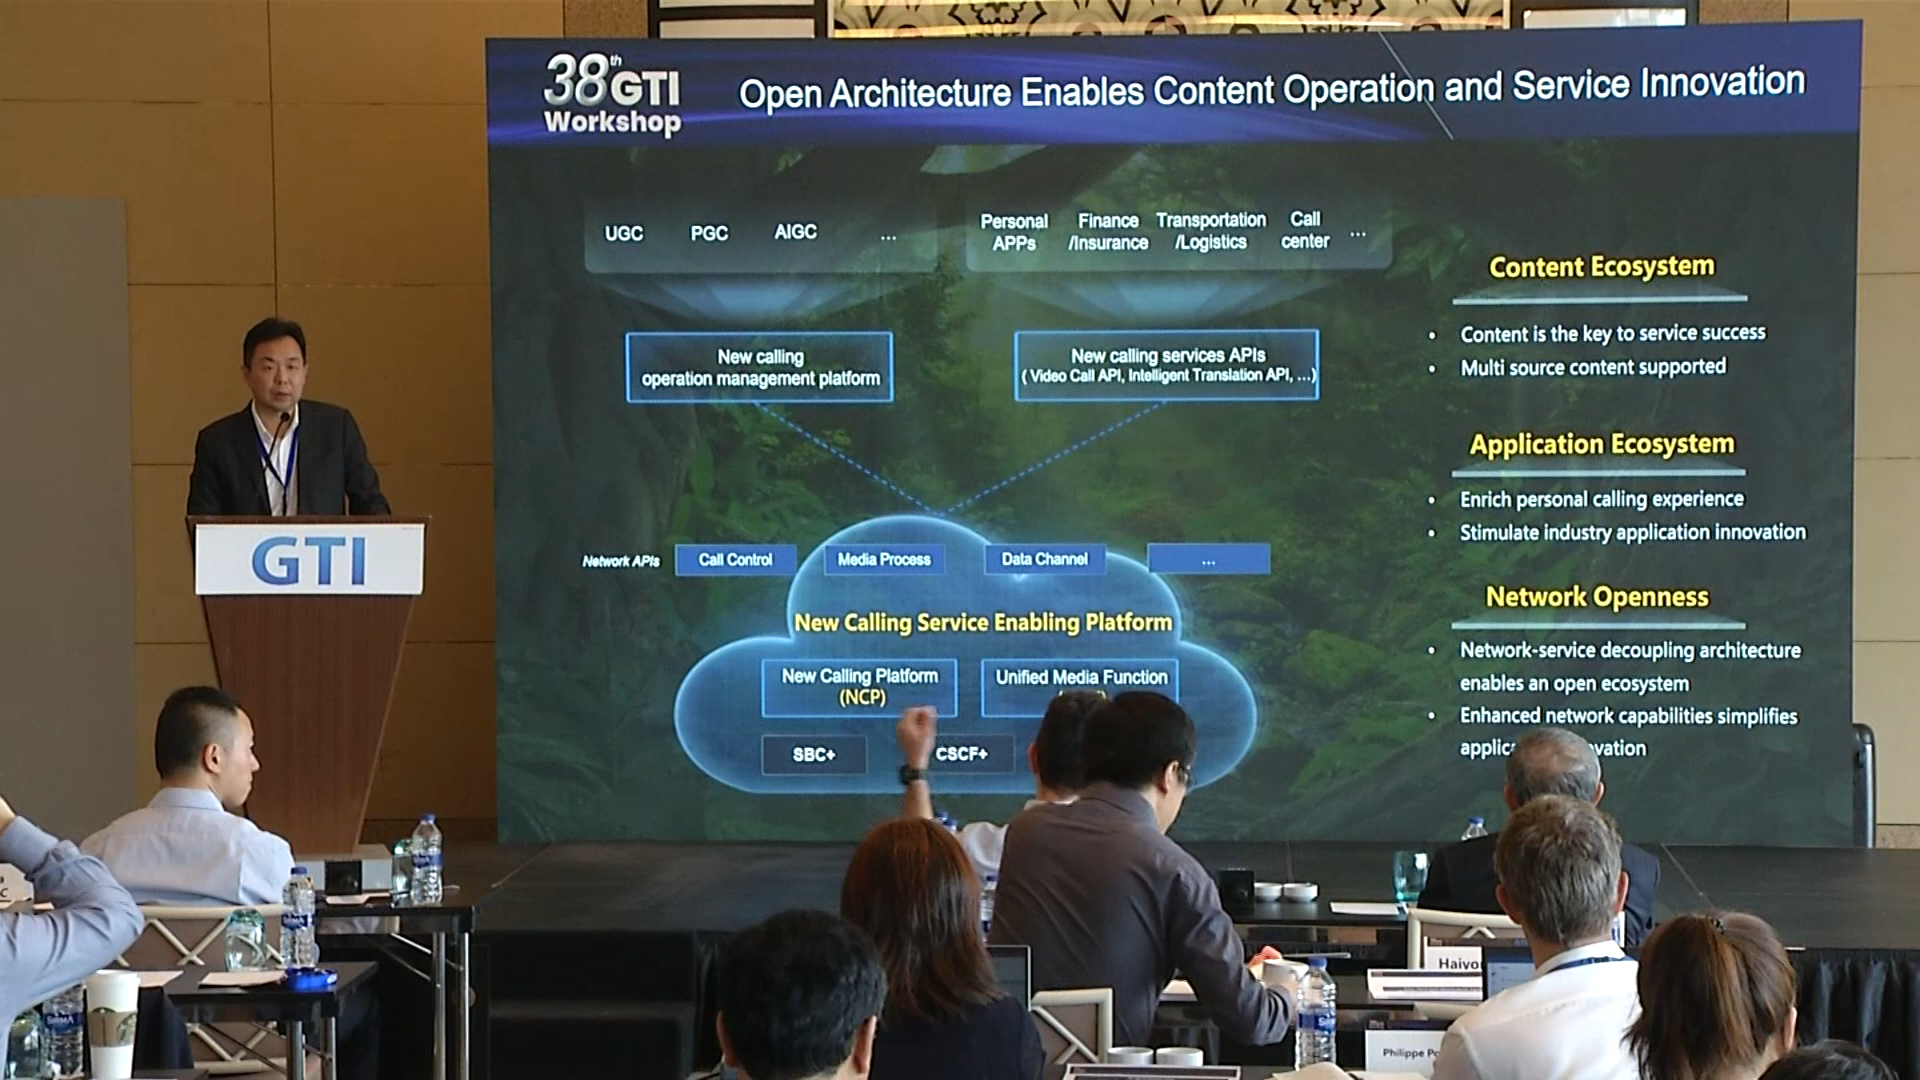 38th GTI
Workshop
Open Architecture Enables Content Operation and Service Innovation
UGC PGC AIGC ...
Personal APPs
Finance /Insurance
Transportation /Logistics
Call center
...
New calling
operation management platform
New calling services APIs
( Video Call API, Intelligent Translation API, ...)
Network APIs
Call Control
Media Process
Data Channel
...
New Calling Service Enabling Platform
New Calling Platform
(NCP)
Unified Media Function
SBC+
CSCF+
Content Ecosystem
• Content is the key to service success
• Multi source content supported
Application Ecosystem
• Enrich personal calling experience
• Stimulate industry application innovation
Network Openness
• Network-service decoupling architecture
enables an open ecosystem
• Enhanced network capabilities simplifies
GTI
Philippe